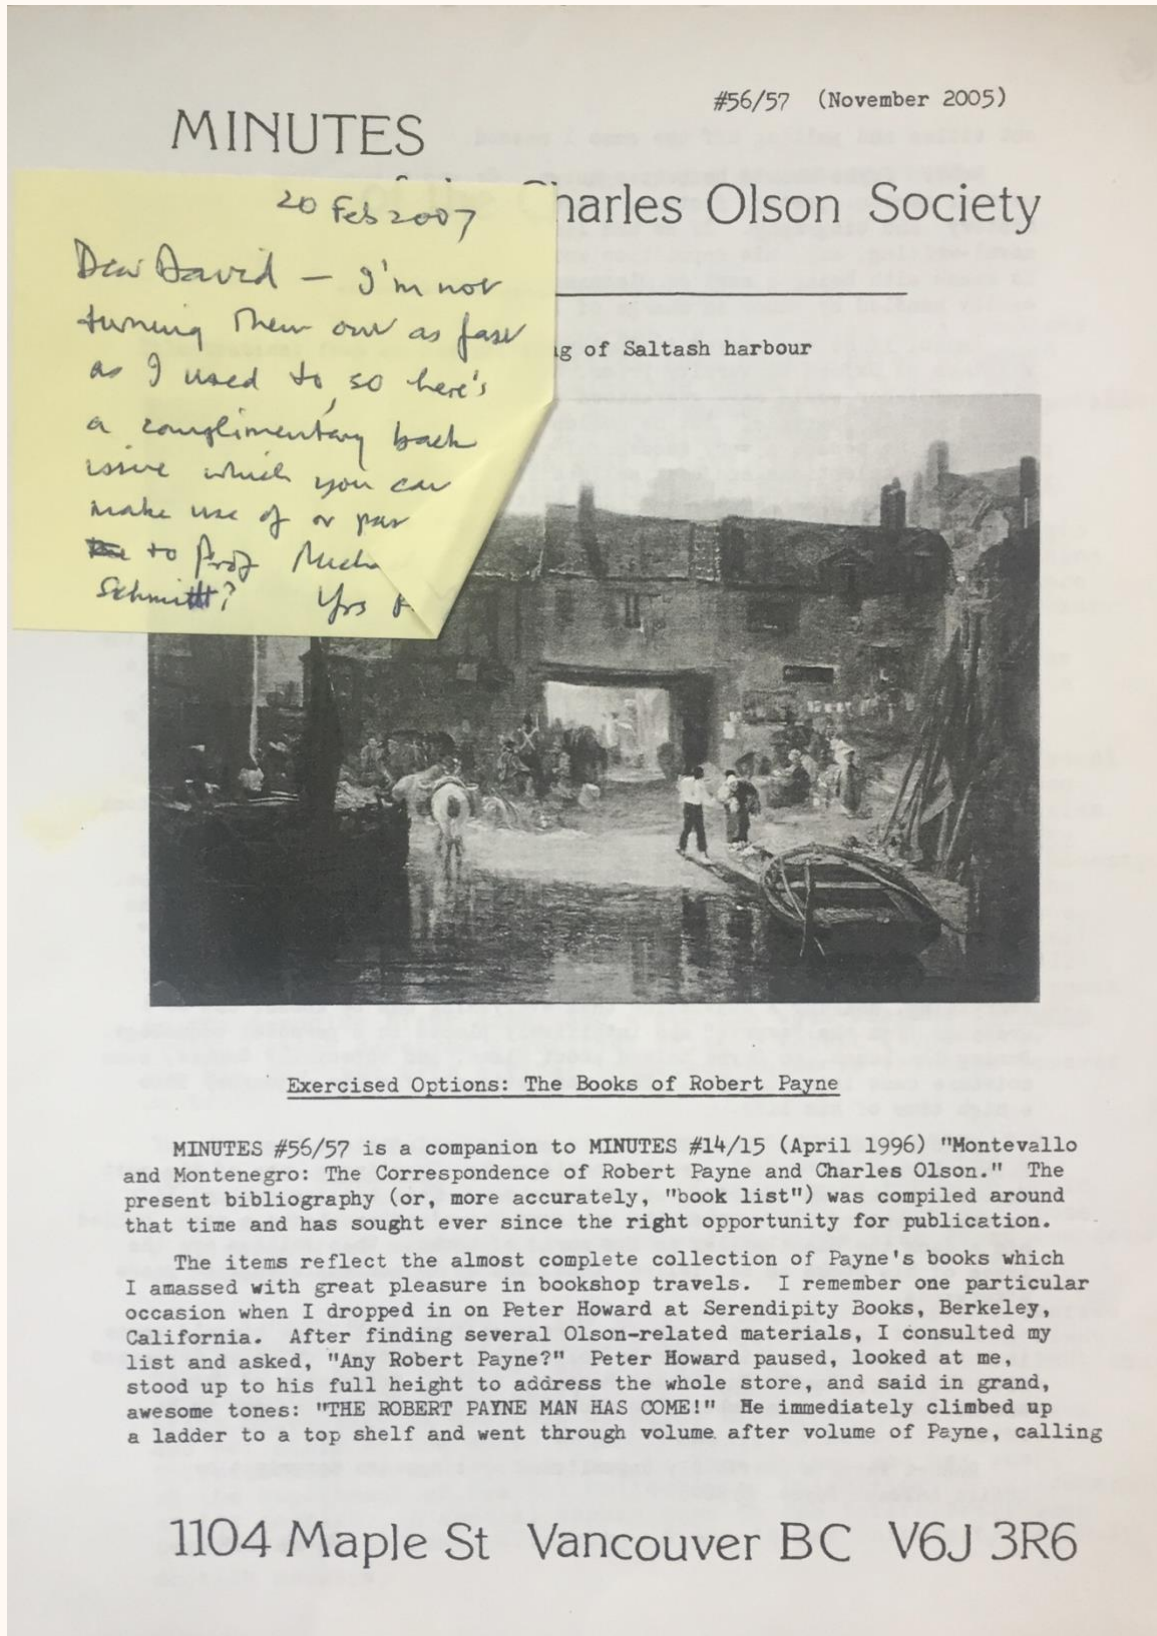 #56/57 (November 2005)
MINUTES
of the Charles Olson Society
20 Feb 2007
Dear David — I'm not
turning them out as fast
as I used to, so here's
a complimentary back
issue which you can
make use of or pass
to Prof
Schmitt? Yrs
of Saltash harbour
Exercised Options: The Books of Robert Payne
MINUTES #56/57 is a companion to MINUTES #14/15 (April 1996) "Montevallo
and Montenegro: The Correspondence of Robert Payne and Charles Olson." The
present bibliography (or, more accurately, "book list") was compiled around
that time and has sought ever since the right opportunity for publication.
The items reflect the almost complete collection of Payne's books which
I amassed with great pleasure in bookshop travels. I remember one particular
occasion when I dropped in on Peter Howard at Serendipity Books, Berkeley,
California. After finding several Olson-related materials, I consulted my
list and asked, "Any Robert Payne?" Peter Howard paused, looked at me,
stood up to his full height to address the whole store, and said in grand,
awesome tones: "THE ROBERT PAYNE MAN HAS COME!" He immediately climbed up
a ladder to a top shelf and went through volume after volume of Payne, calling
1104 Maple St Vancouver BC V6J 3R6